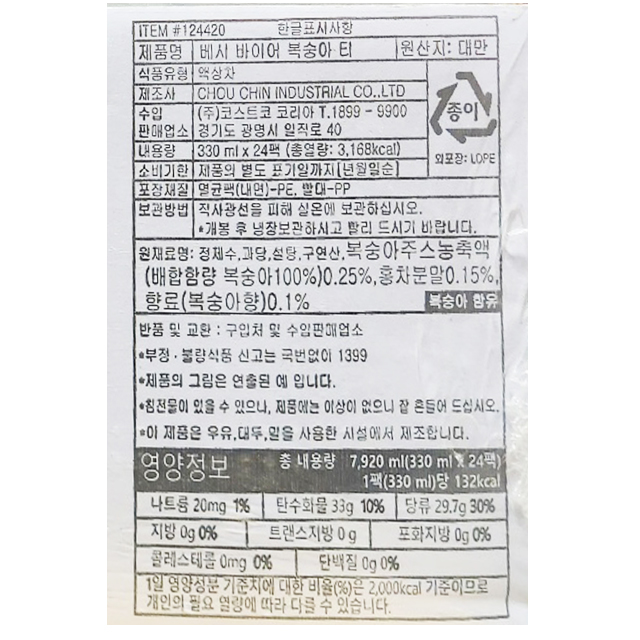 ITEM #124420 한글표시사항
제품명 베시 바이어 복숭아 티 원산지: 대만
식품유형 액상차
제조사 CHOU CHIN INDUSTRIAL CO.,LTD
종이
외포장: LDPE
수입 판매업소 (주)코스트코 코리아 T.1899 - 9900
경기도 광명시 일직로 40
내용량 330 ml x 24팩 (총열량: 3,168kcal)
소비기한 제품의 별도 표기일까지[년월일순]
포장재질 멸균팩(내면)-PE, 빨대-PP
보관방법 직사광선을 피해 실온에 보관하십시오.
*개봉 후 냉장보관하시고 빨리 드시기 바랍니다.
원재료명: 정제수,과당,설탕,구연산,복숭아주스농축액
(배합함량 복숭아100%)0.25%,홍차분말0.15%,
향료(복숭아향)0.1% 복숭아 함유
반품 및 교환 : 구입처 및 수입판매업소
*부정·불량식품 신고는 국번없이 1399
*제품의 그림은 연출된 예 입니다.
*침전물이 있을 수 있으나, 제품에는 이상이 없으니 잘 흔들어 드십시오.
*이 제품은 우유,대두,밀을 사용한 시설에서 제조합니다.
영양정보 총 내용량 7,920 ml(330 ml x 24팩)
1팩(330 ml)당 132kcal
나트륨 20mg 1% 탄수화물 33g 10% 당류 29.7g 30%
지방 0g 0% 트랜스지방 0 g 포화지방 0g 0%
콜레스테롤 0mg 0% 단백질 0g 0%
1일 영양성분 기준치에 대한 비율(%)은 2,000kcal 기준이므로
개인의 필요 열량에 따라 다를 수 있습니다.